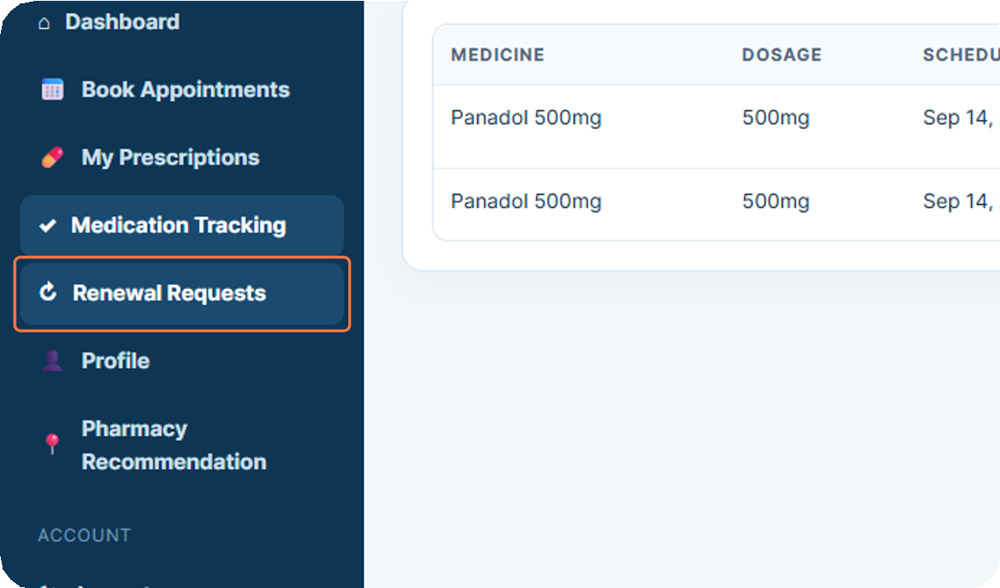 Dashboard
Book Appointments
My Prescriptions
Medication Tracking
Renewal Requests
Profile
Pharmacy
Recommendation
ACCOUNT
MEDICINE DOSAGE
Panadol 500mg 500mg Sep 14,
Panadol 500mg 500mg Sep 14,